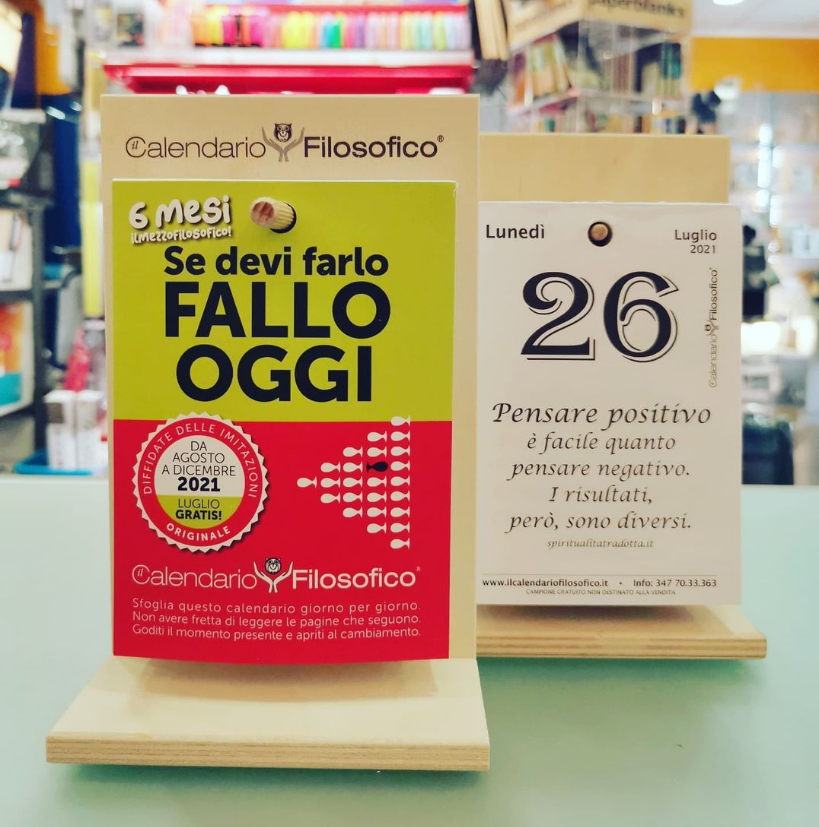 paperblanks
il Calendario Filosofico®
6 mesi
ilmezzofilosofico!
Se devi farlo
FALLO
OGGI
DIFFIDATE DELLE IMITAZIONI
DA
AGOSTO
A DICEMBRE
2021
LUGLIO
GRATIS!
ORIGINALE
il Calendario Filosofico®
Sfoglia questo calendario giorno per giorno.
Non avere fretta di leggere le pagine che seguono.
Goditi il momento presente e apriti al cambiamento.
Lunedì
Luglio
2021
26
Calendario Filosofico®
Pensare positivo
è facile quanto
pensare negativo.
I risultati,
però, sono diversi.
spiritualitatradotta.it
www.ilcalendariofilosofico.it • Info: 347 70.33.363
CAMPIONE GRATUITO NON DESTINATO ALLA VENDITA